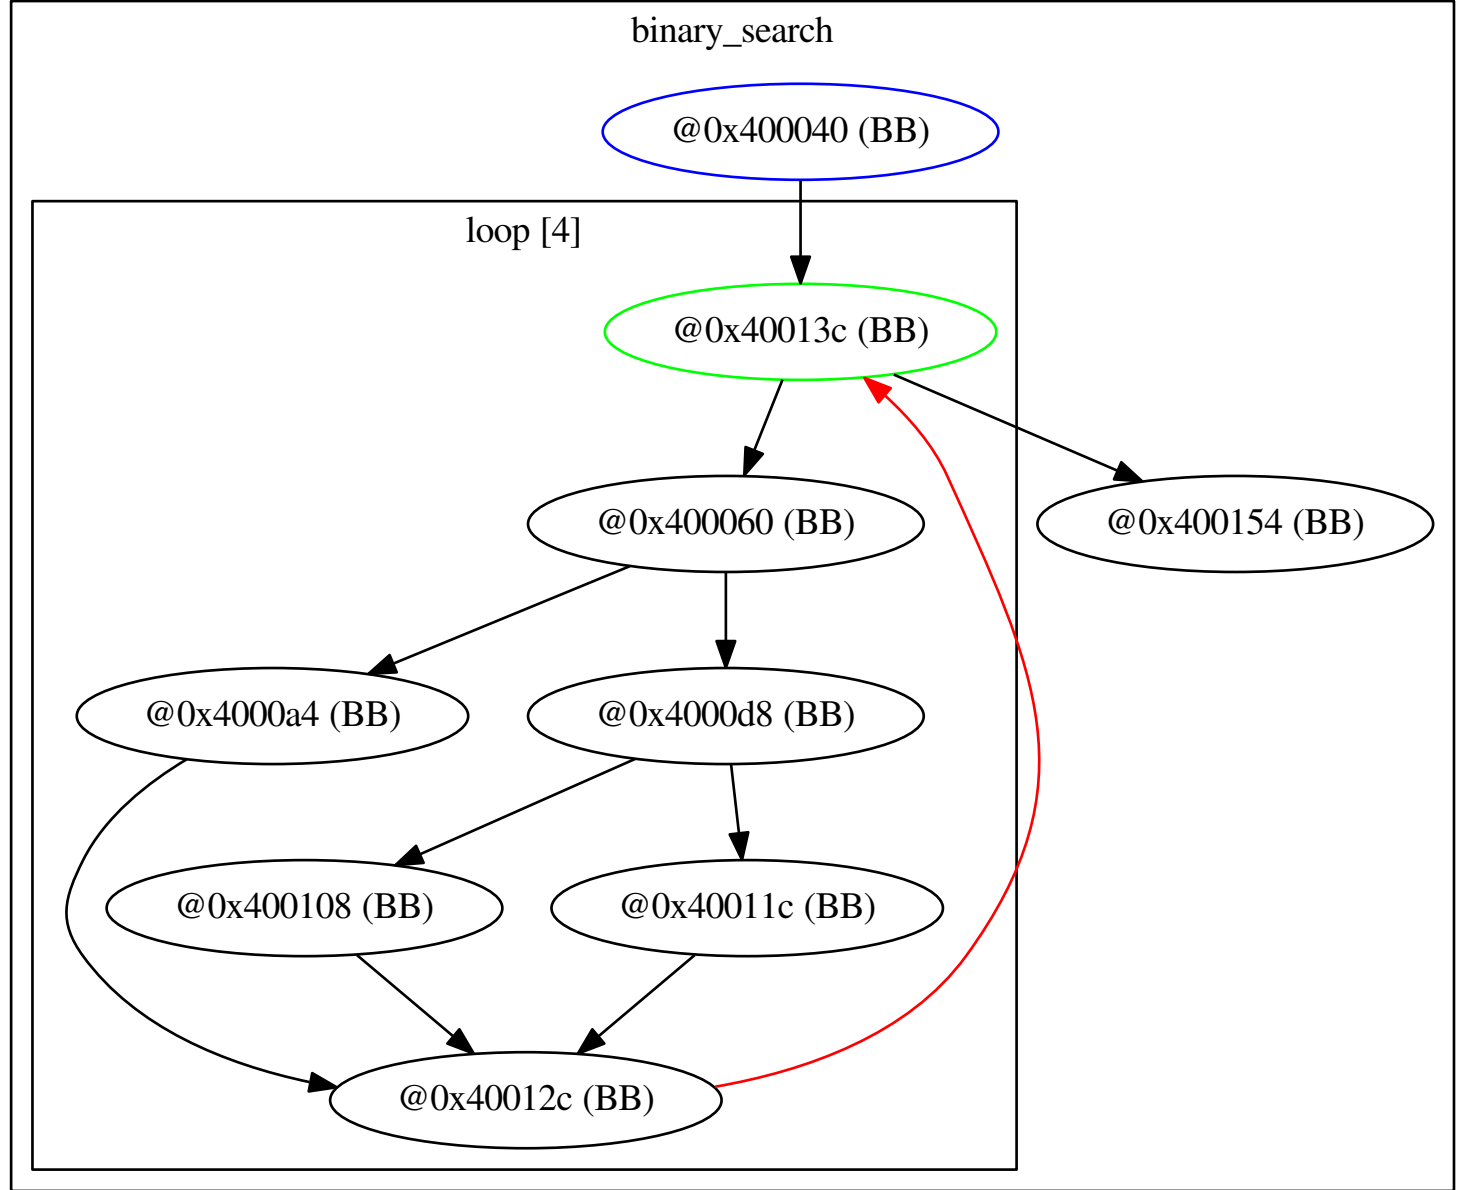 binary_search
@0x400040 (BB)
loop [4]
@0x40013c (BB)
@0x400060 (BB)
@0x400154 (BB)
@0x4000a4 (BB)
@0x4000d8 (BB)
@0x400108 (BB)
@0x40011c (BB)
@0x40012c (BB)